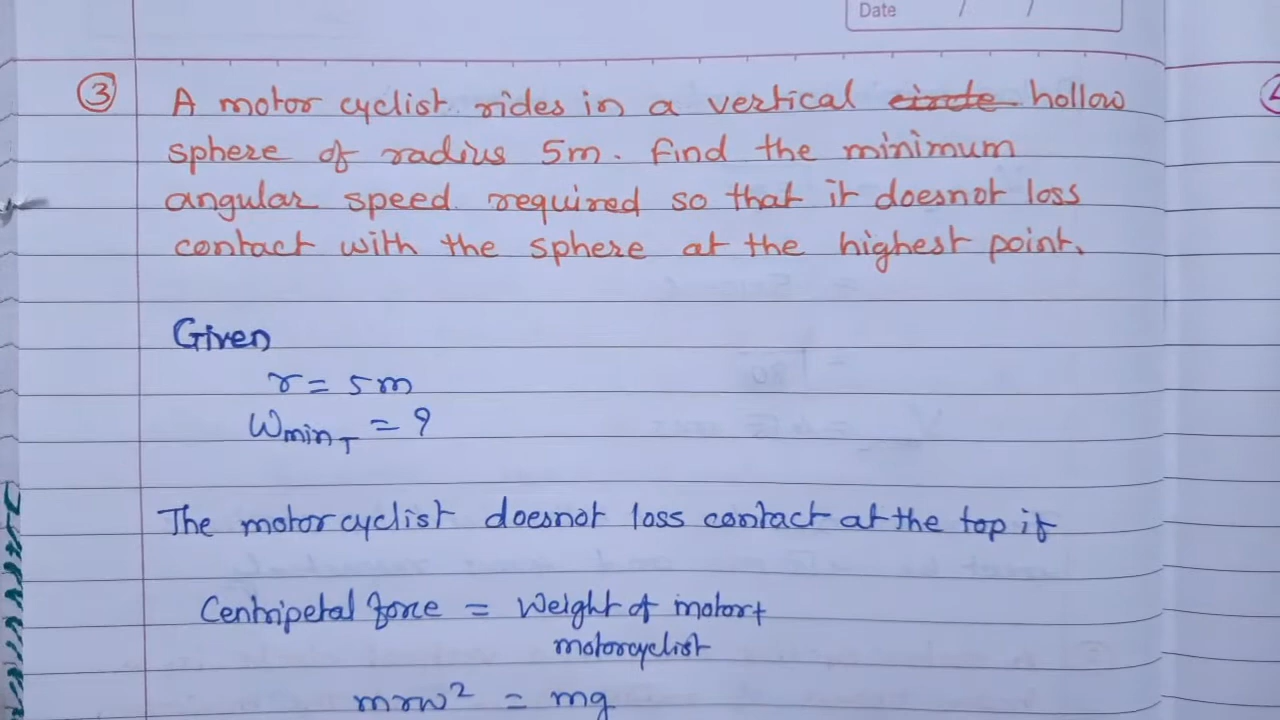 Date / /
③ A motor cyclist rides in a vertical circle hollow
sphere of radius 5m. Find the minimum
angular speed required so that it doesnot loss
contact with the sphere at the highest point.
Given
r = 5m
ωminT = ?
The motorcyclist doesnot loss contact at the top if
Centripetal force = Weight of motor+
motorcyclist
mrω² = mg